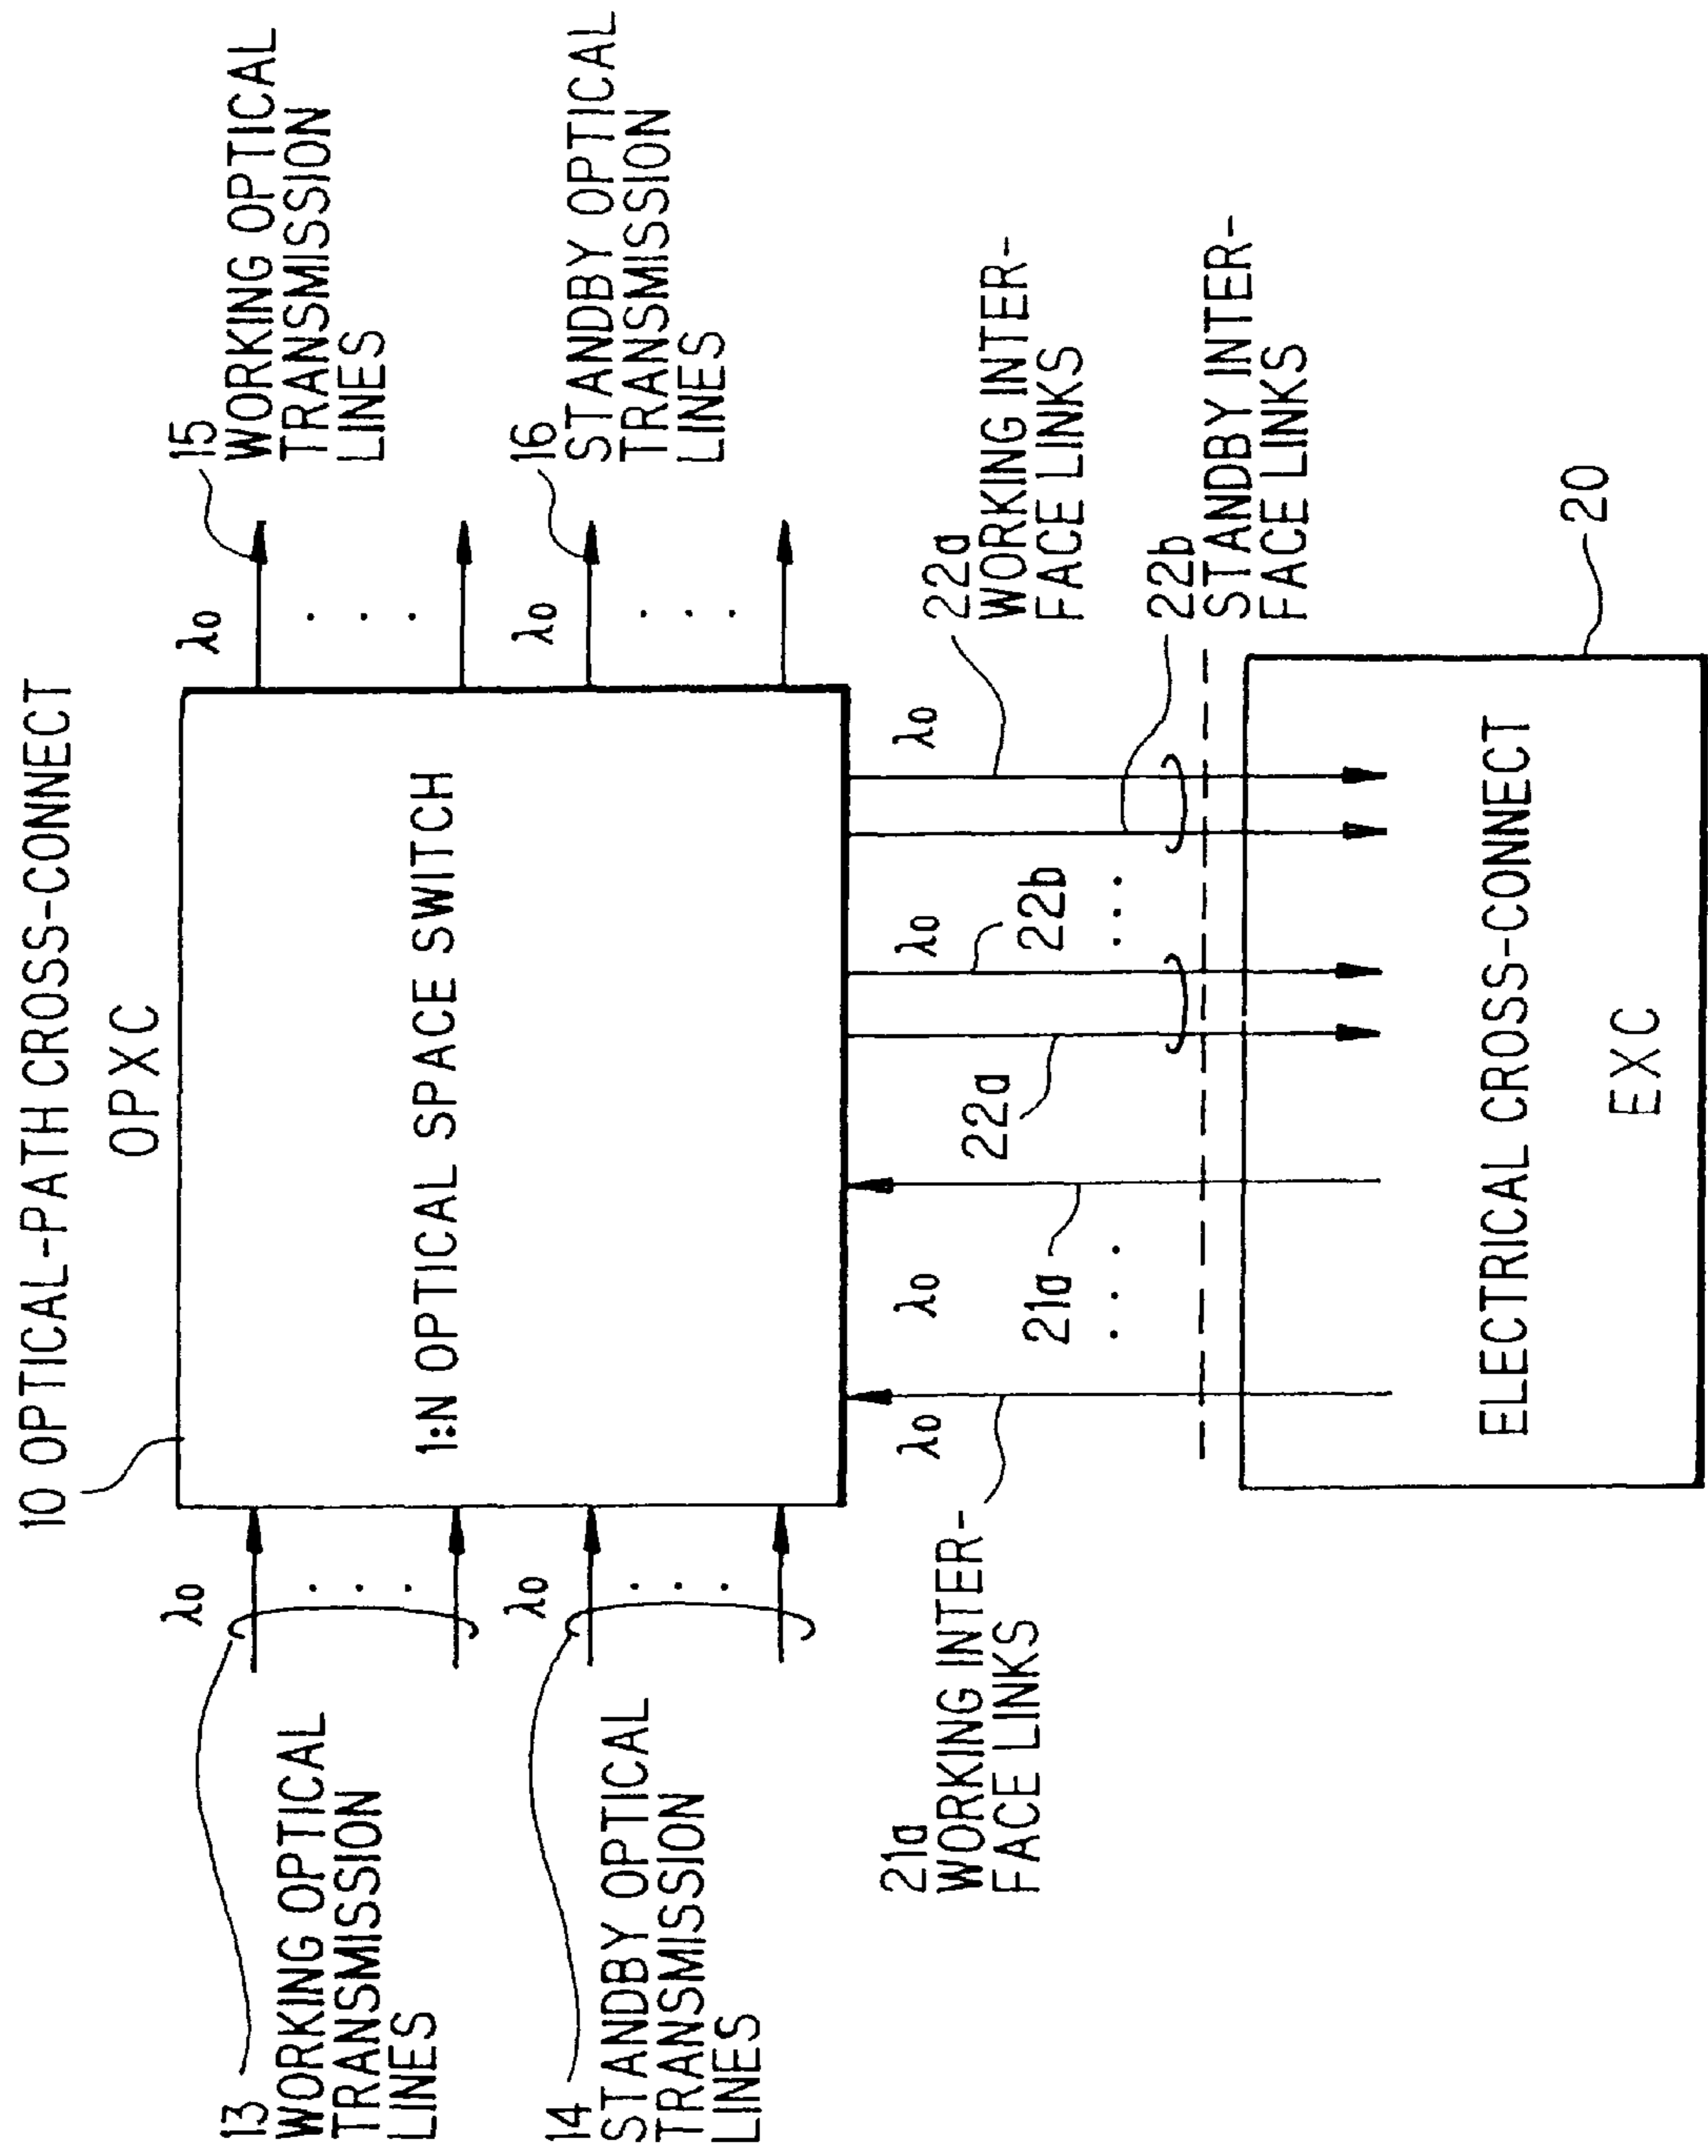 10 OPTICAL-PATH CROSS-CONNECT
OPXC
1:N OPTICAL SPACE SWITCH
13
WORKING OPTICAL
TRANSMISSION
LINES
λ0
. . .
14
STANDBY OPTICAL
TRANSMISSION
LINES
λ0
. . .
λ0
15
WORKING OPTICAL
TRANSMISSION
LINES
. . .
λ0
16
STANDBY OPTICAL
TRANSMISSION
LINES
. . .
21a
WORKING INTER-
FACE LINKS
λ0
λ0
21a
. . .
22a
λ0
22b
. . .
λ0
22a
WORKING INTER-
FACE LINKS
22b
STANDBY INTER-
FACE LINKS
ELECTRICAL CROSS-CONNECT
EXC
20